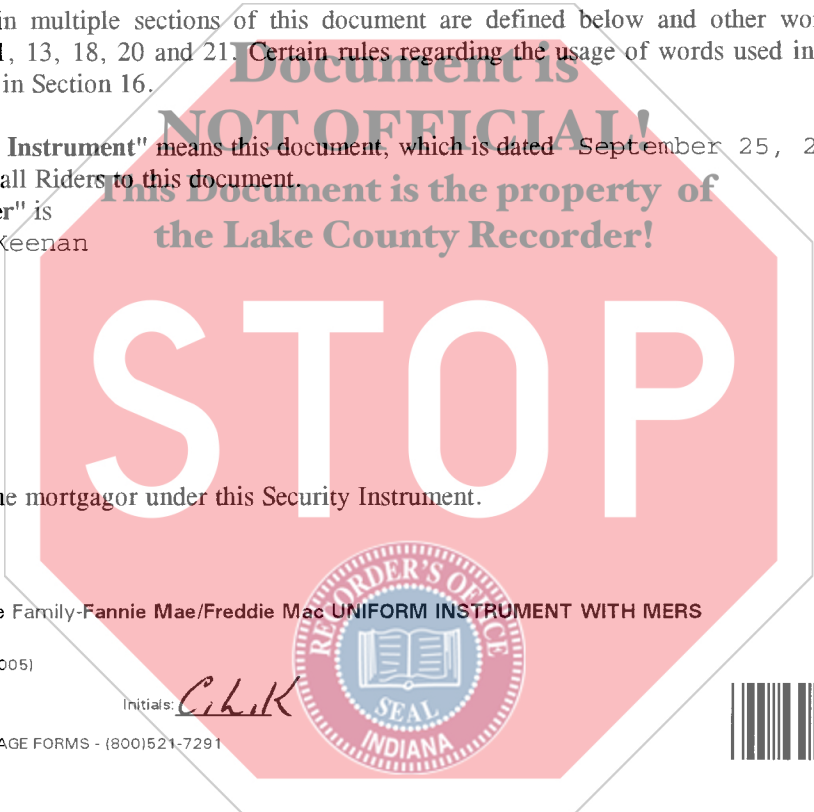 in multiple sections of this document are defined below and other wor
, 13, 18, 20 and 21. Certain rules regarding the usage of words used in
in Section 16.
Document is
NOT OFFICIAL!
Instrument" means this document, which is dated September 25, 2
all Riders to this document.
This Document is the property of
er" is
Keenan
the Lake County Recorder!
STOP
he mortgagor under this Security Instrument.
e Family-Fannie Mae/Freddie Mac UNIFORM INSTRUMENT WITH MERS
005)
Initials: C.L.K
AGE FORMS - (800)521-7291
RECORDER'S OFFICE
SEAL
INDIANA